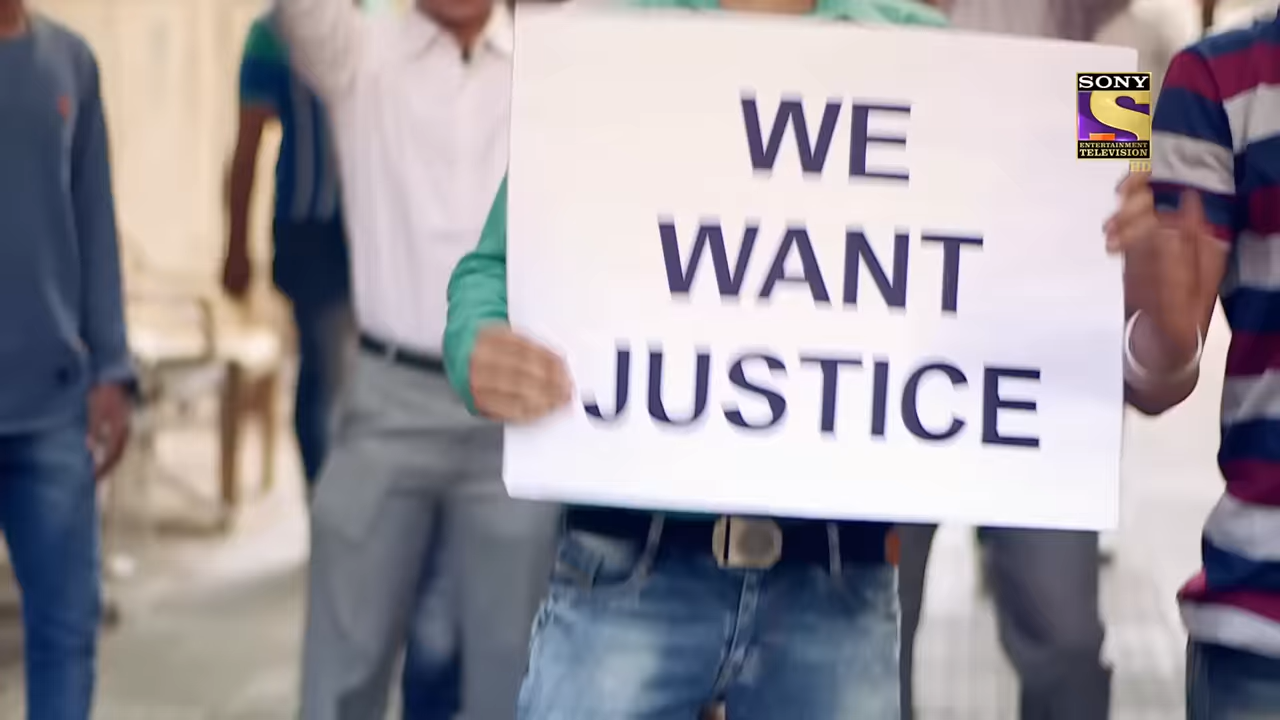 WE
WANT
JUSTICE
SONY
ENTERTAINMENT
TELEVISION
HD